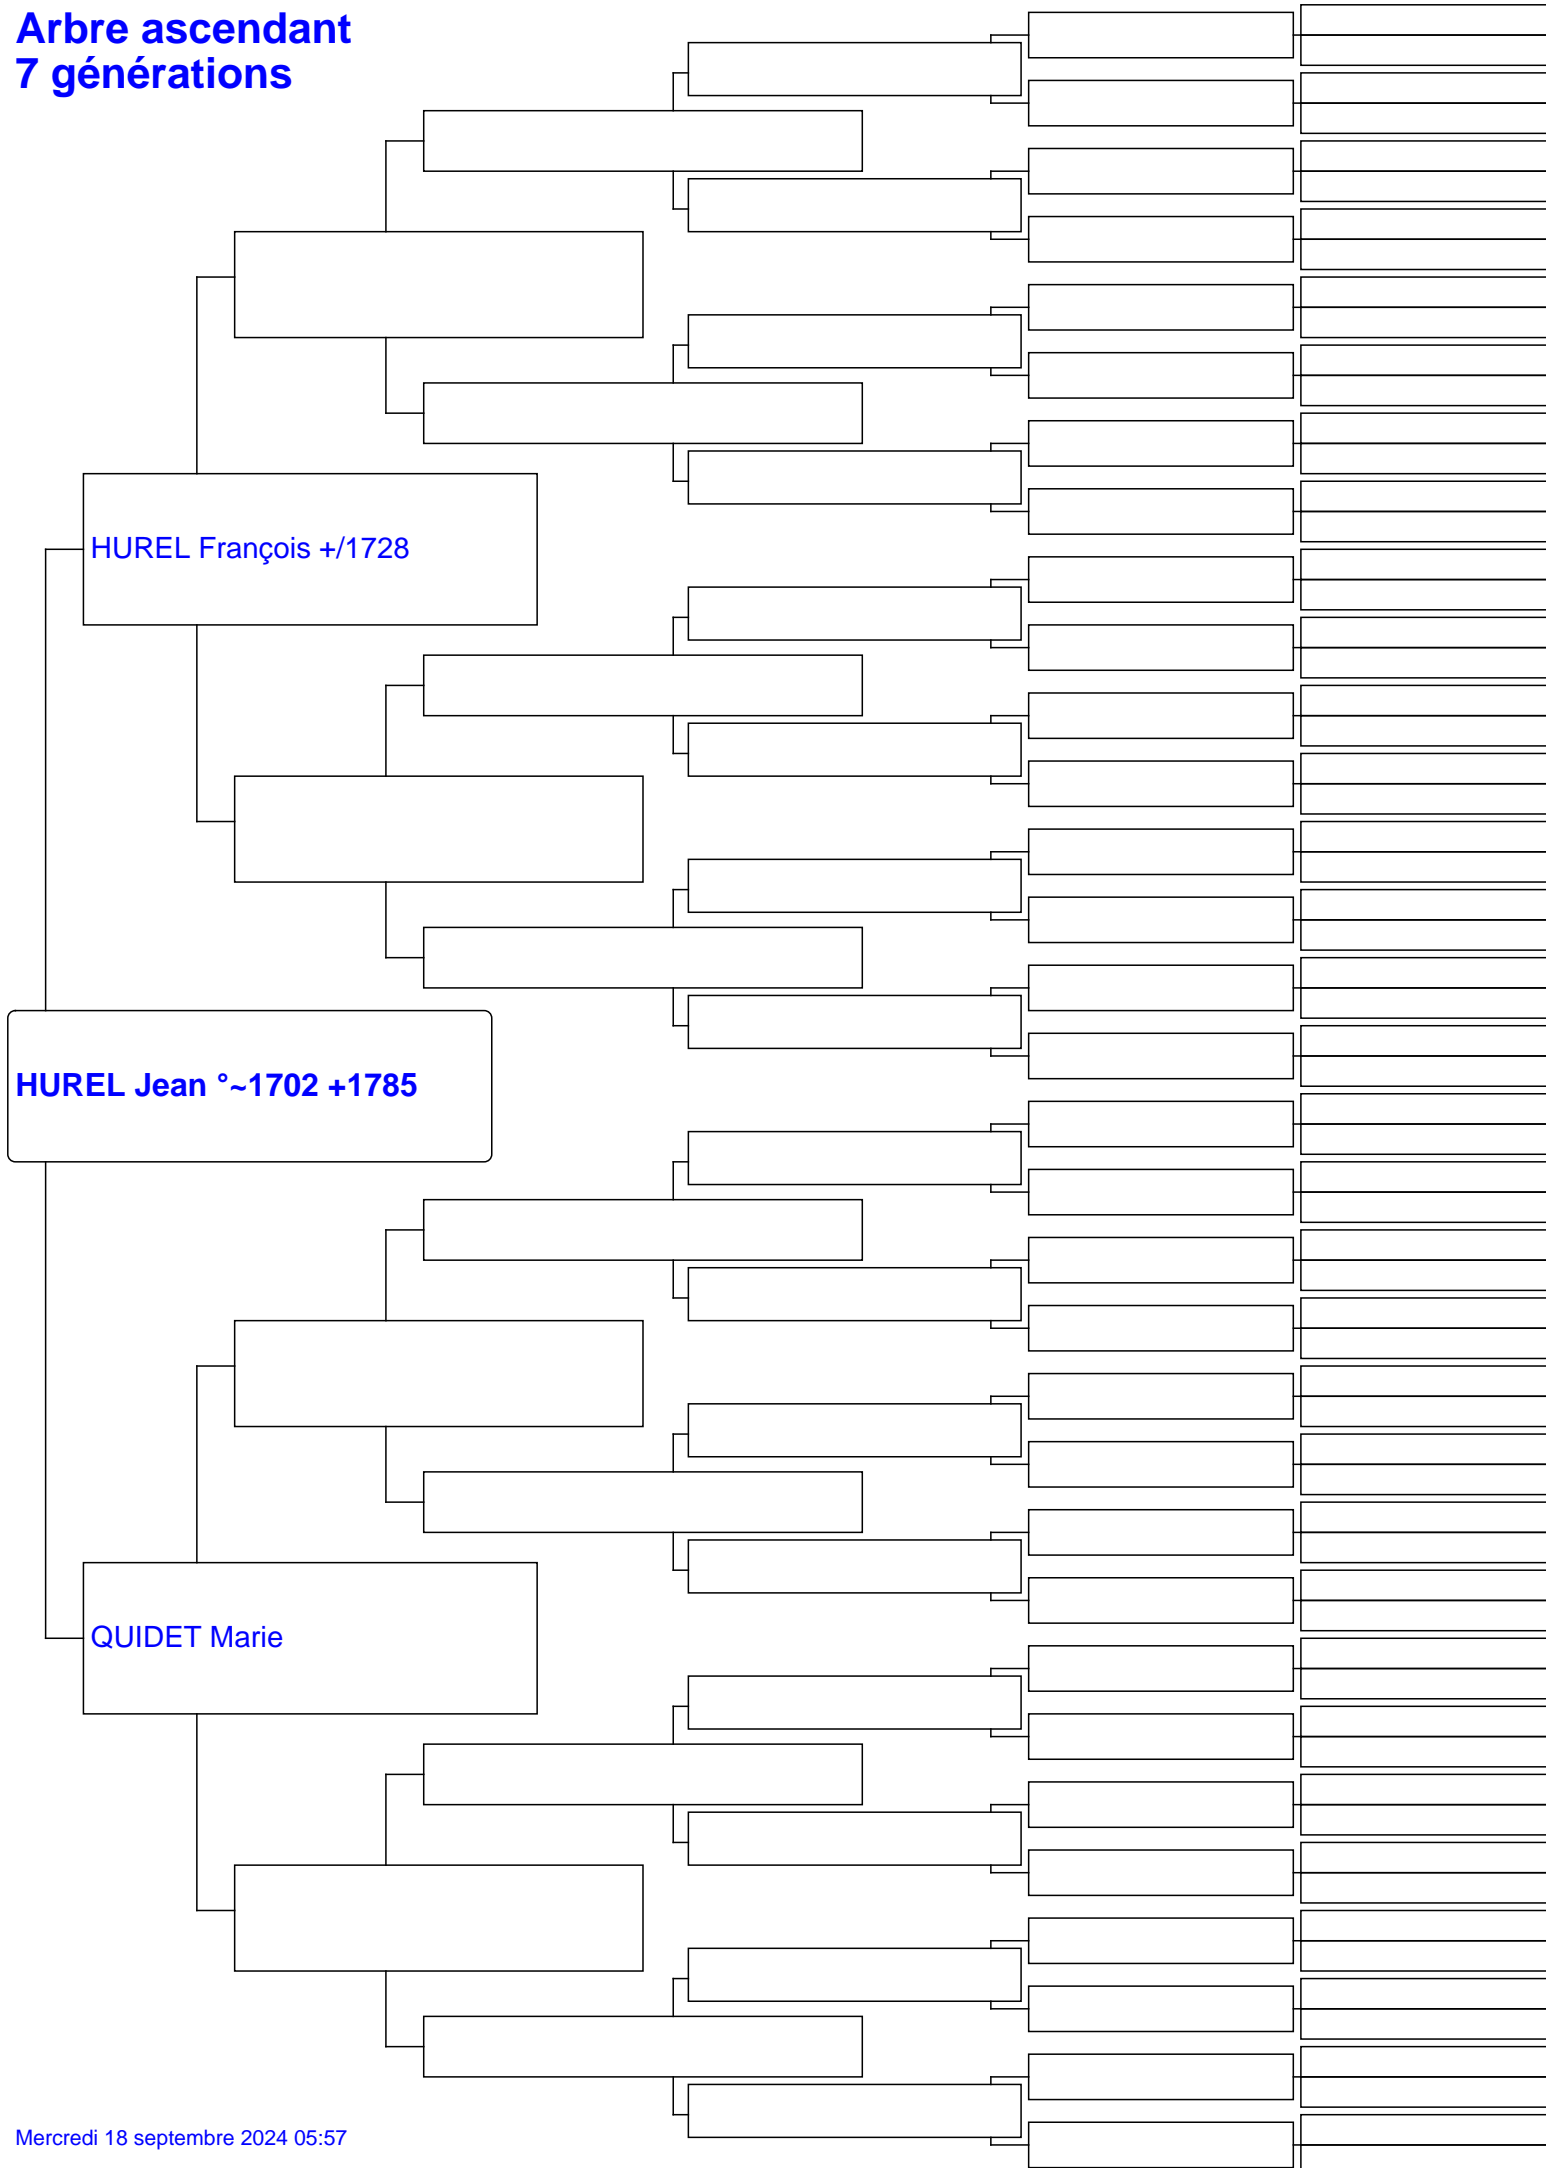 Arbre ascendant
7 générations
HUREL François +/1728
HUREL Jean °~1702 +1785
QUIDET Marie
Mercredi 18 septembre 2024 05:57